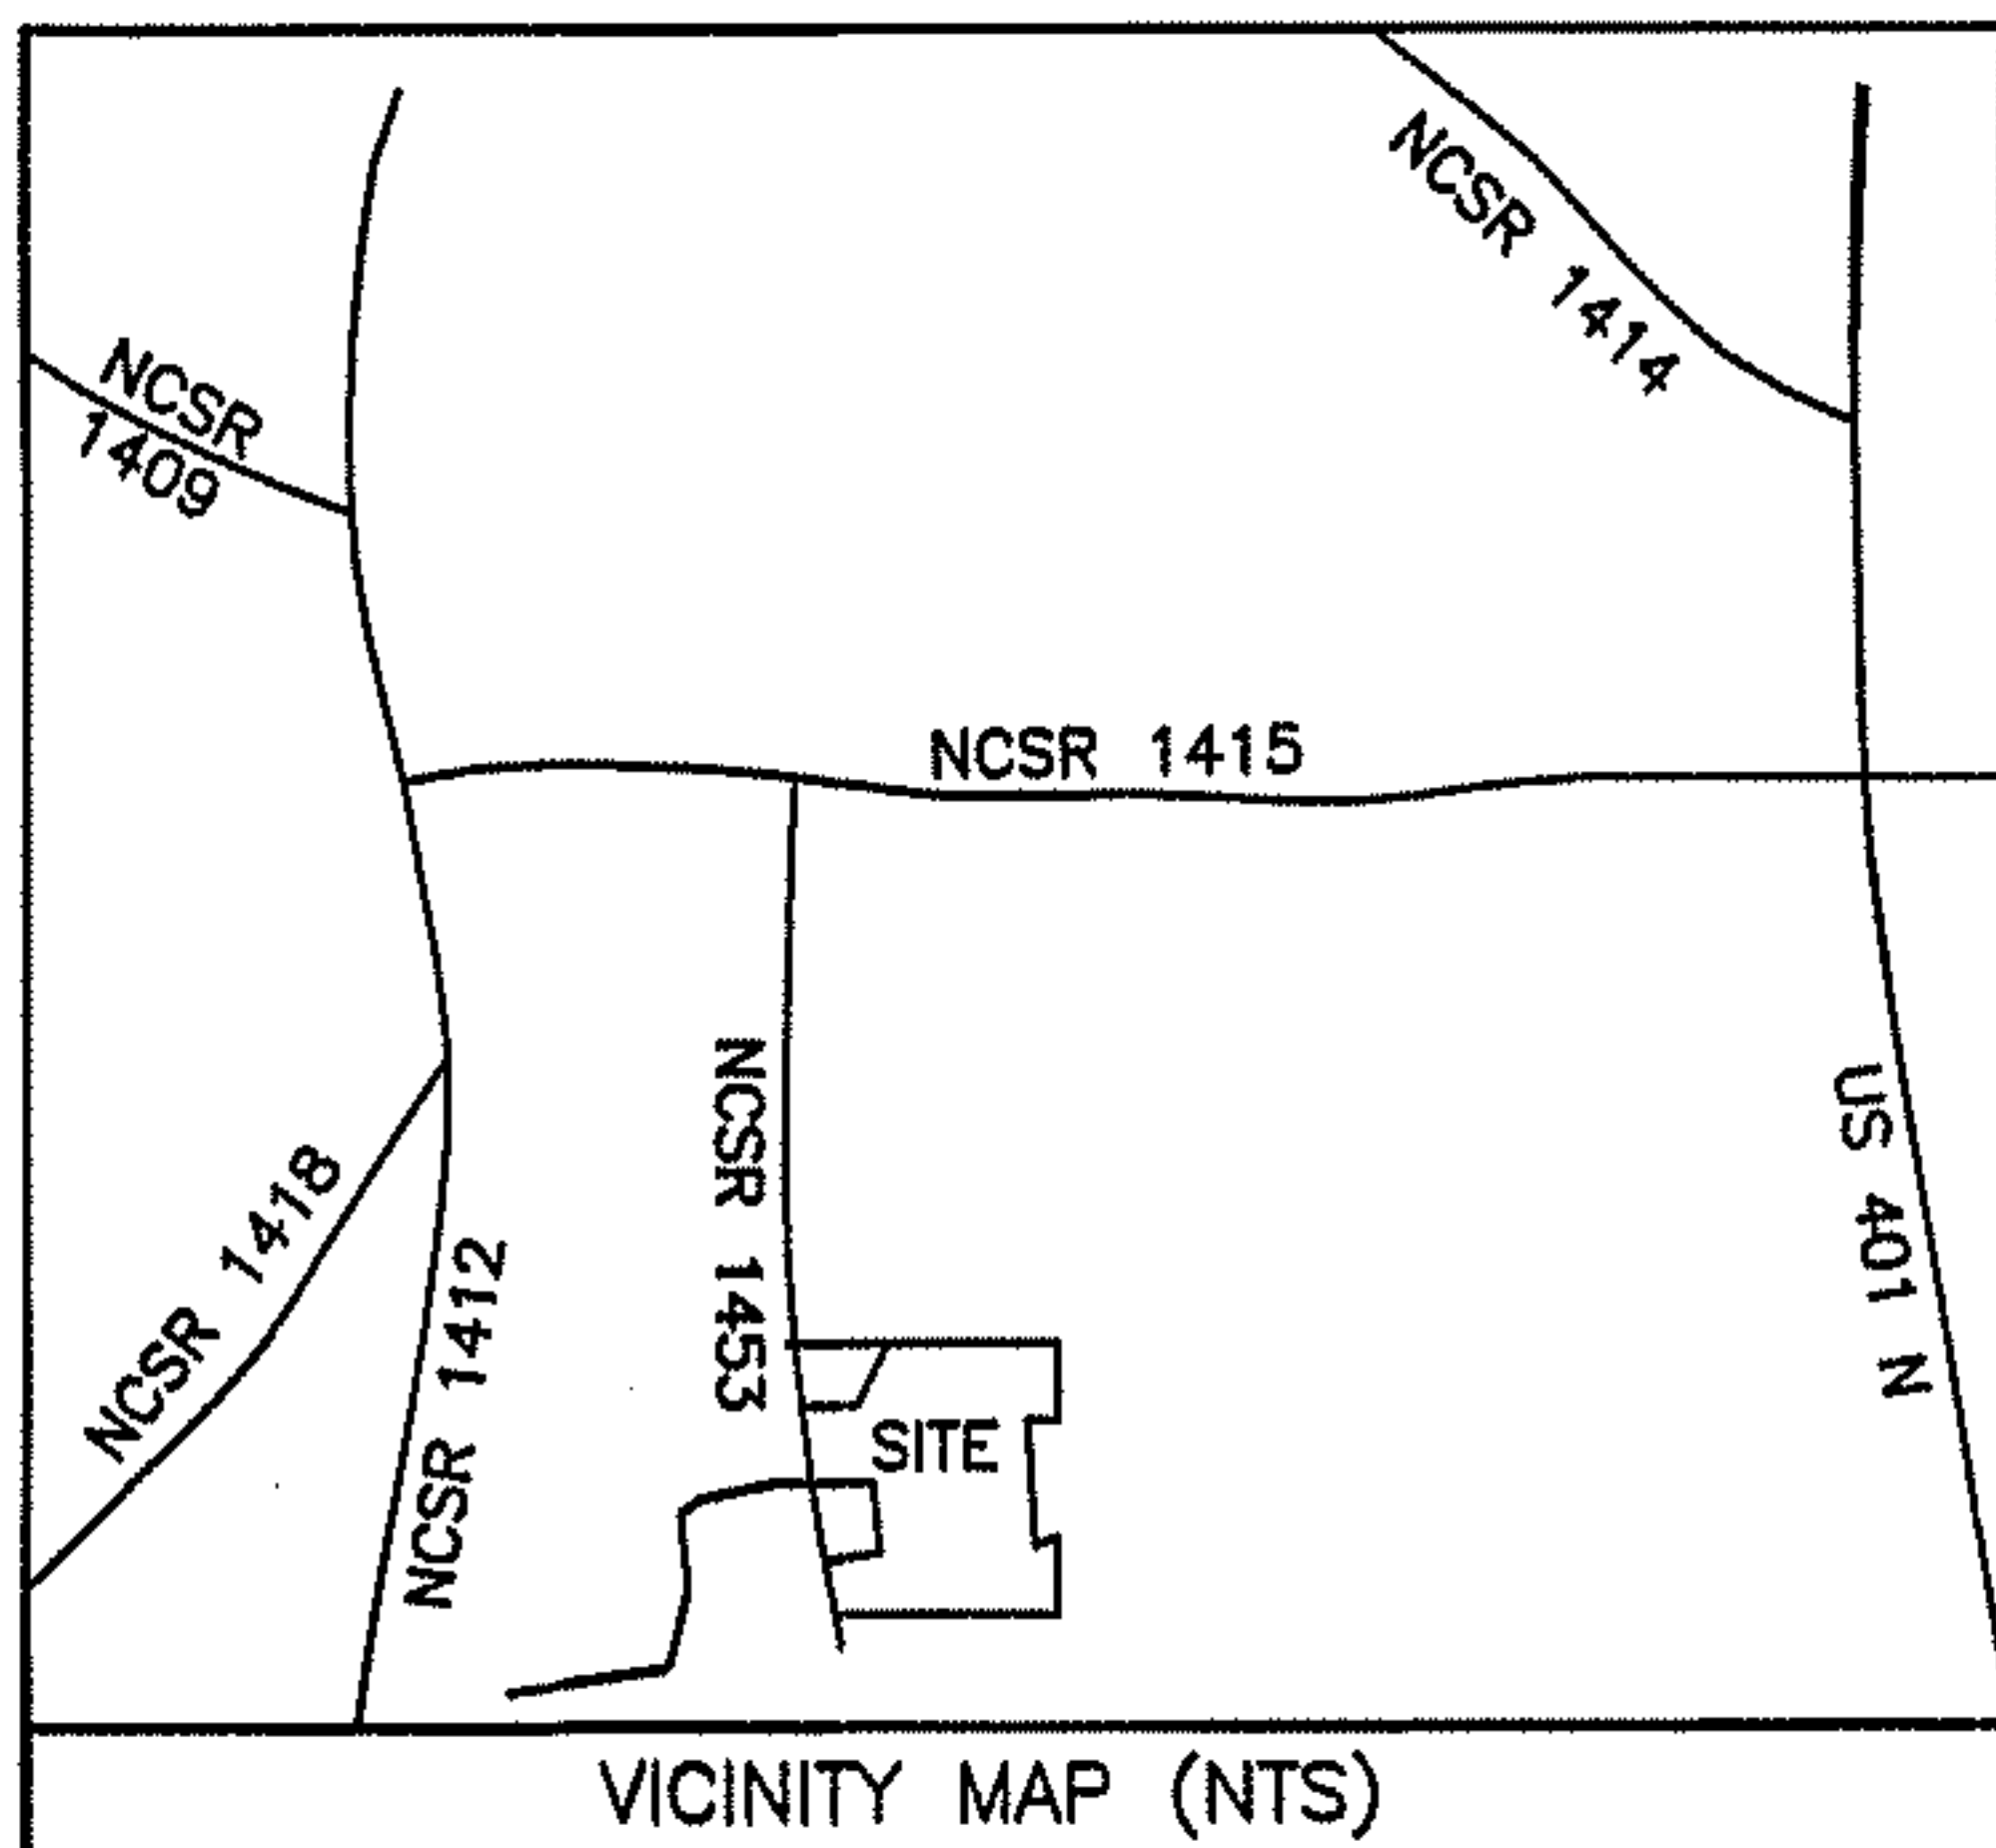 NCSR 1414
NCSR
1409
NCSR 1415
NCSR 1453
US 401 N
NCSR 1418
NCSR 1412
SITE
VICINITY MAP (NTS)